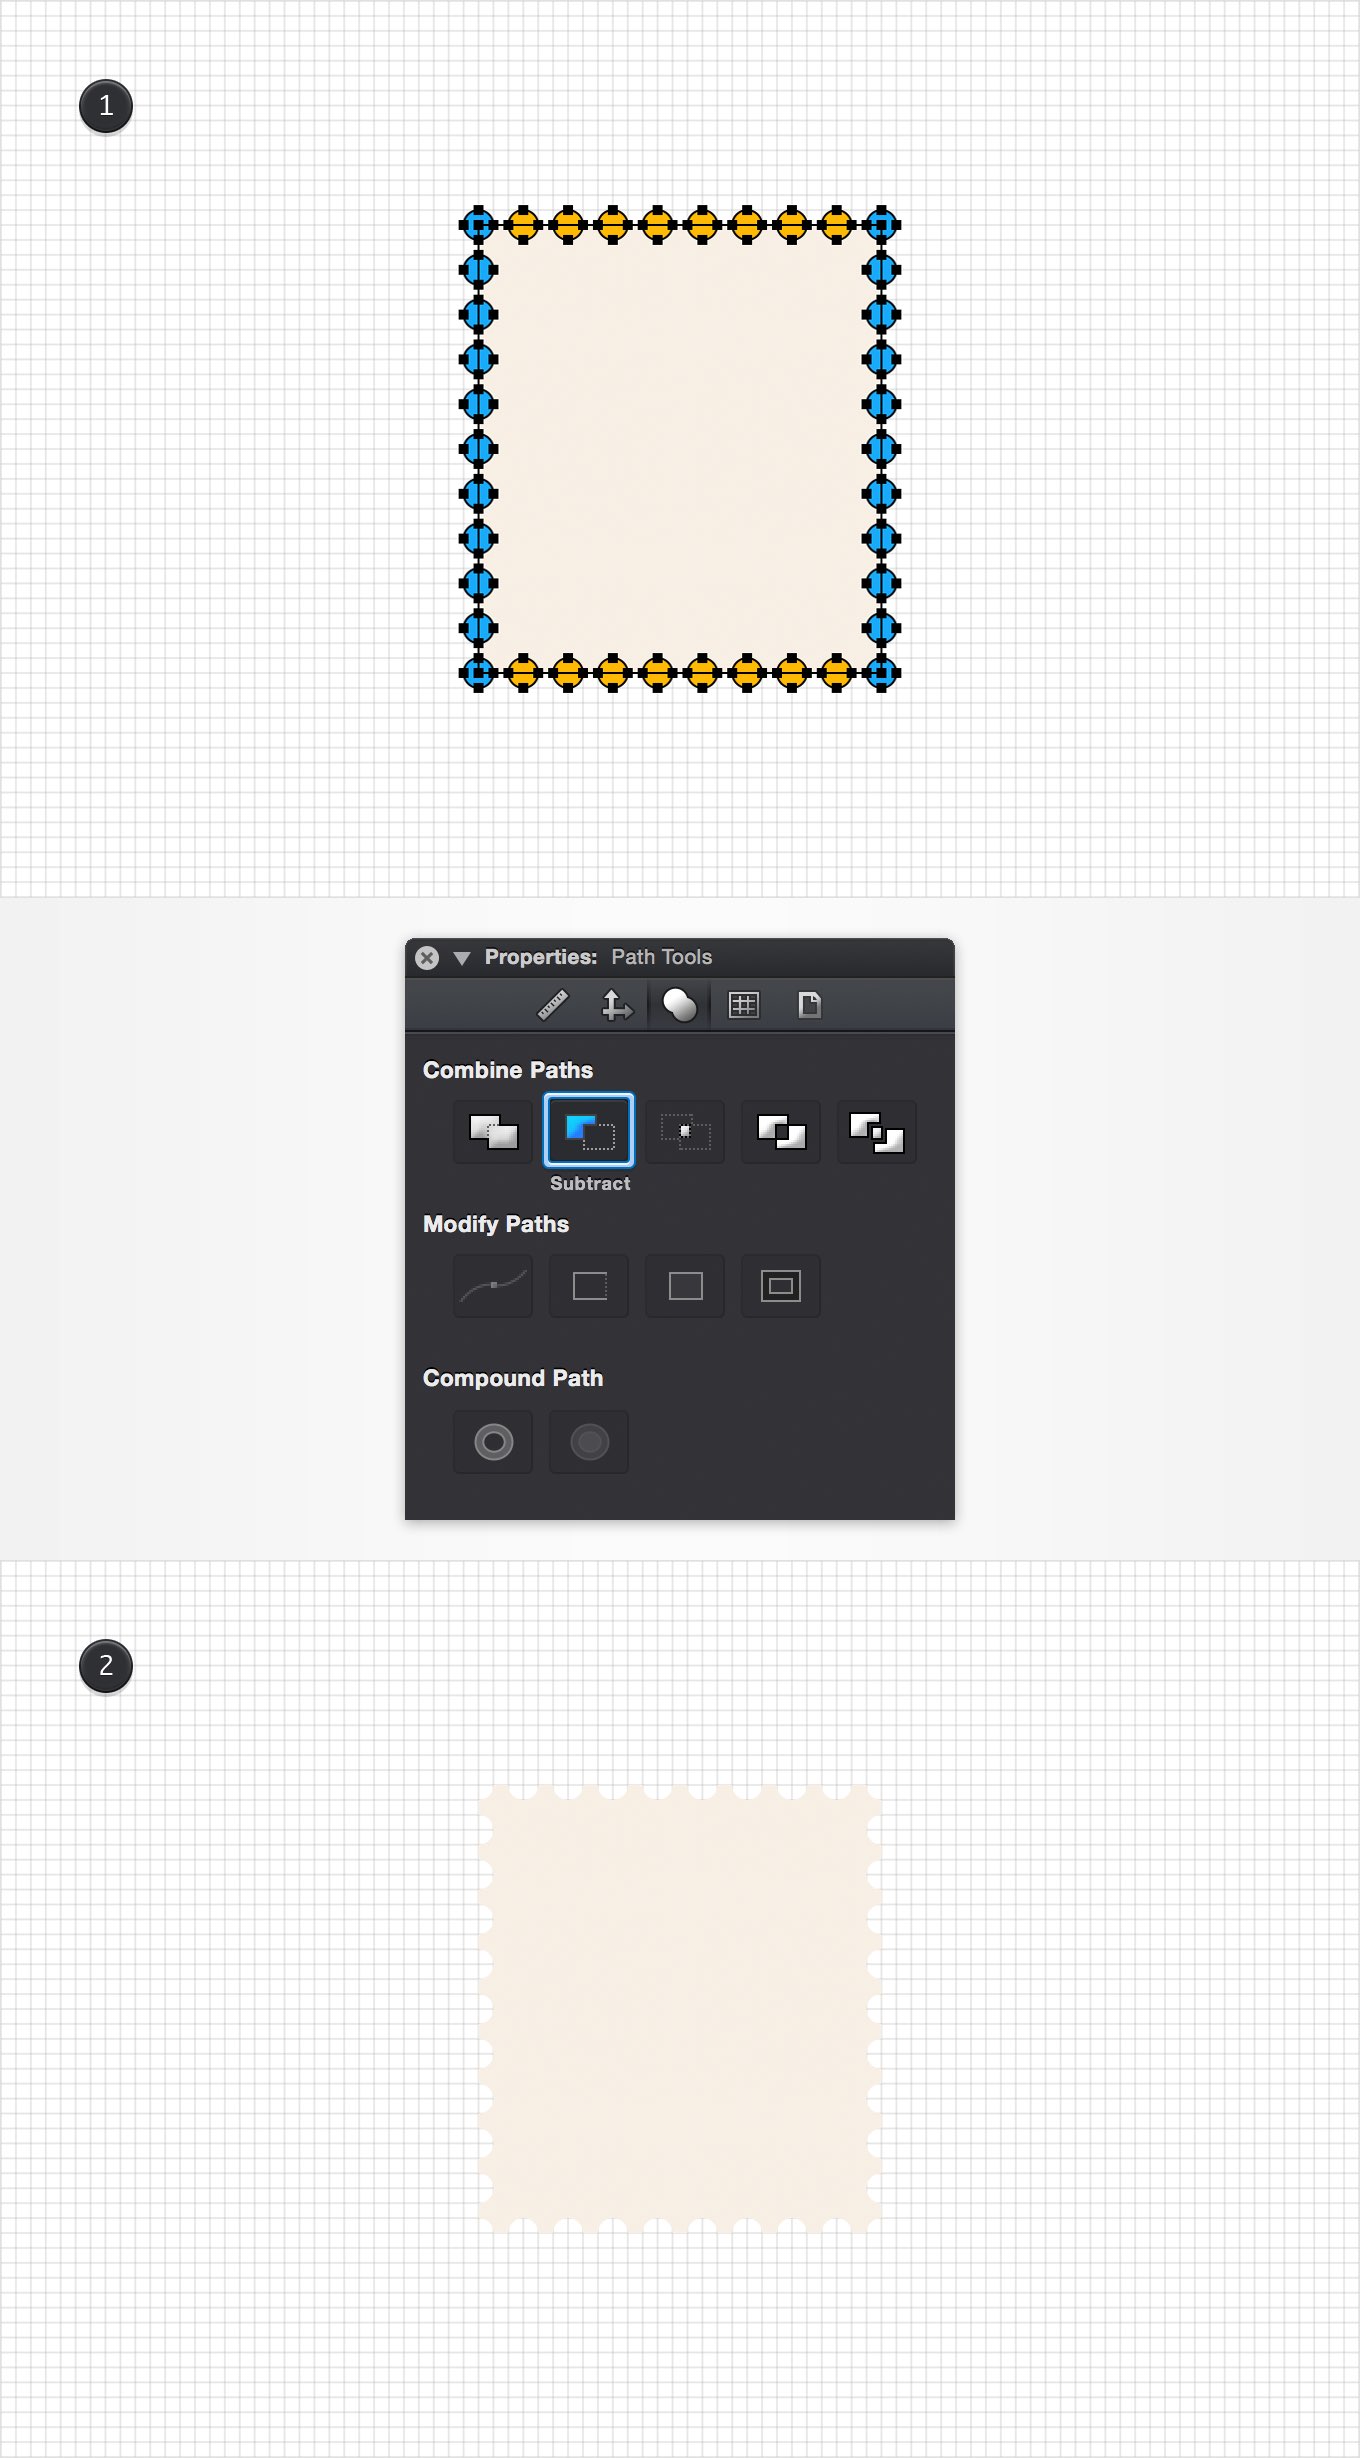 1
Properties: Path Tools
Combine Paths
Subtract
Modify Paths
Compound Path
2